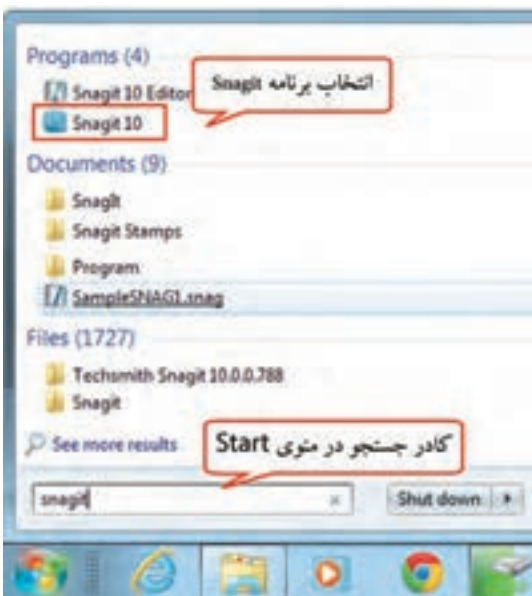 Programs (4)
Snagit 10 Editor
انتخاب برنامه Snagit
Snagit 10
Documents (9)
SnagIt
Snagit Stamps
Program
SampleSNAG1.snag
Files (1727)
Techsmith Snagit 10.0.0.788
Snagit
See more results
کادر جستجو در منوی Start
snagit
Shut down